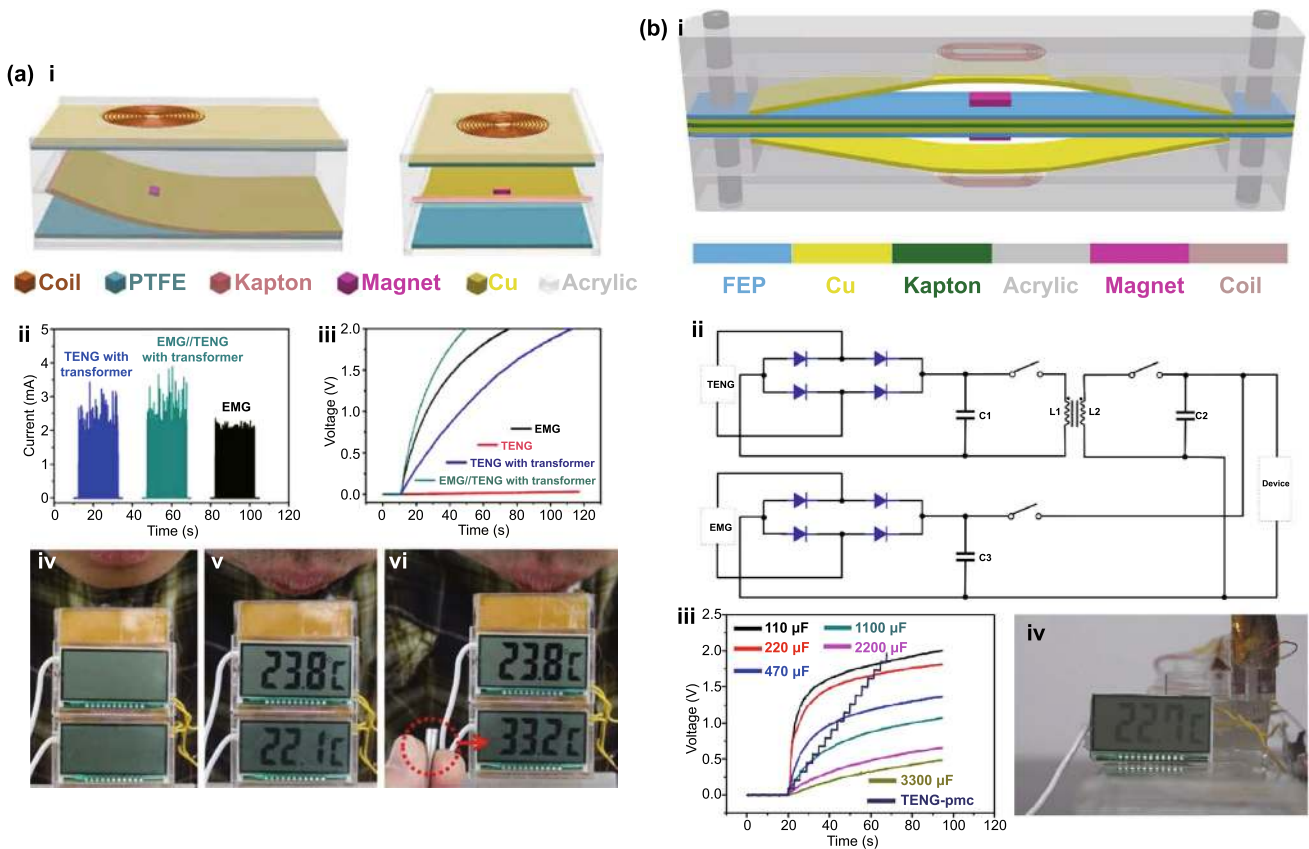 (a) i
Coil PTFE Kapton Magnet Cu Acrylic
ii
Current (mA)
5
4
3
2
1
0
TENG with
transformer
EMG//TENG
with transformer
EMG
0 20 40 60 80 100 120
Time (s)
iii
Voltage (V)
2.0
1.5
1.0
0.5
0.0
EMG
TENG
TENG with transformer
EMG//TENG with transformer
0 20 40 60 80 100 120
Time (s)
iv
v
23.8℃
22.1℃
vi
23.8℃
33.2℃
(b) i
FEP Cu Kapton Acrylic Magnet Coil
ii
TENG
C1
L1 L2
C2
Device
EMG
C3
iii
Voltage (V)
2.5
2.0
1.5
1.0
0.5
0.0
110 μF 1100 μF
220 μF 2200 μF
470 μF
3300 μF
TENG-pmc
0 20 40 60 80 100 120
Time (s)
iv
22.7℃